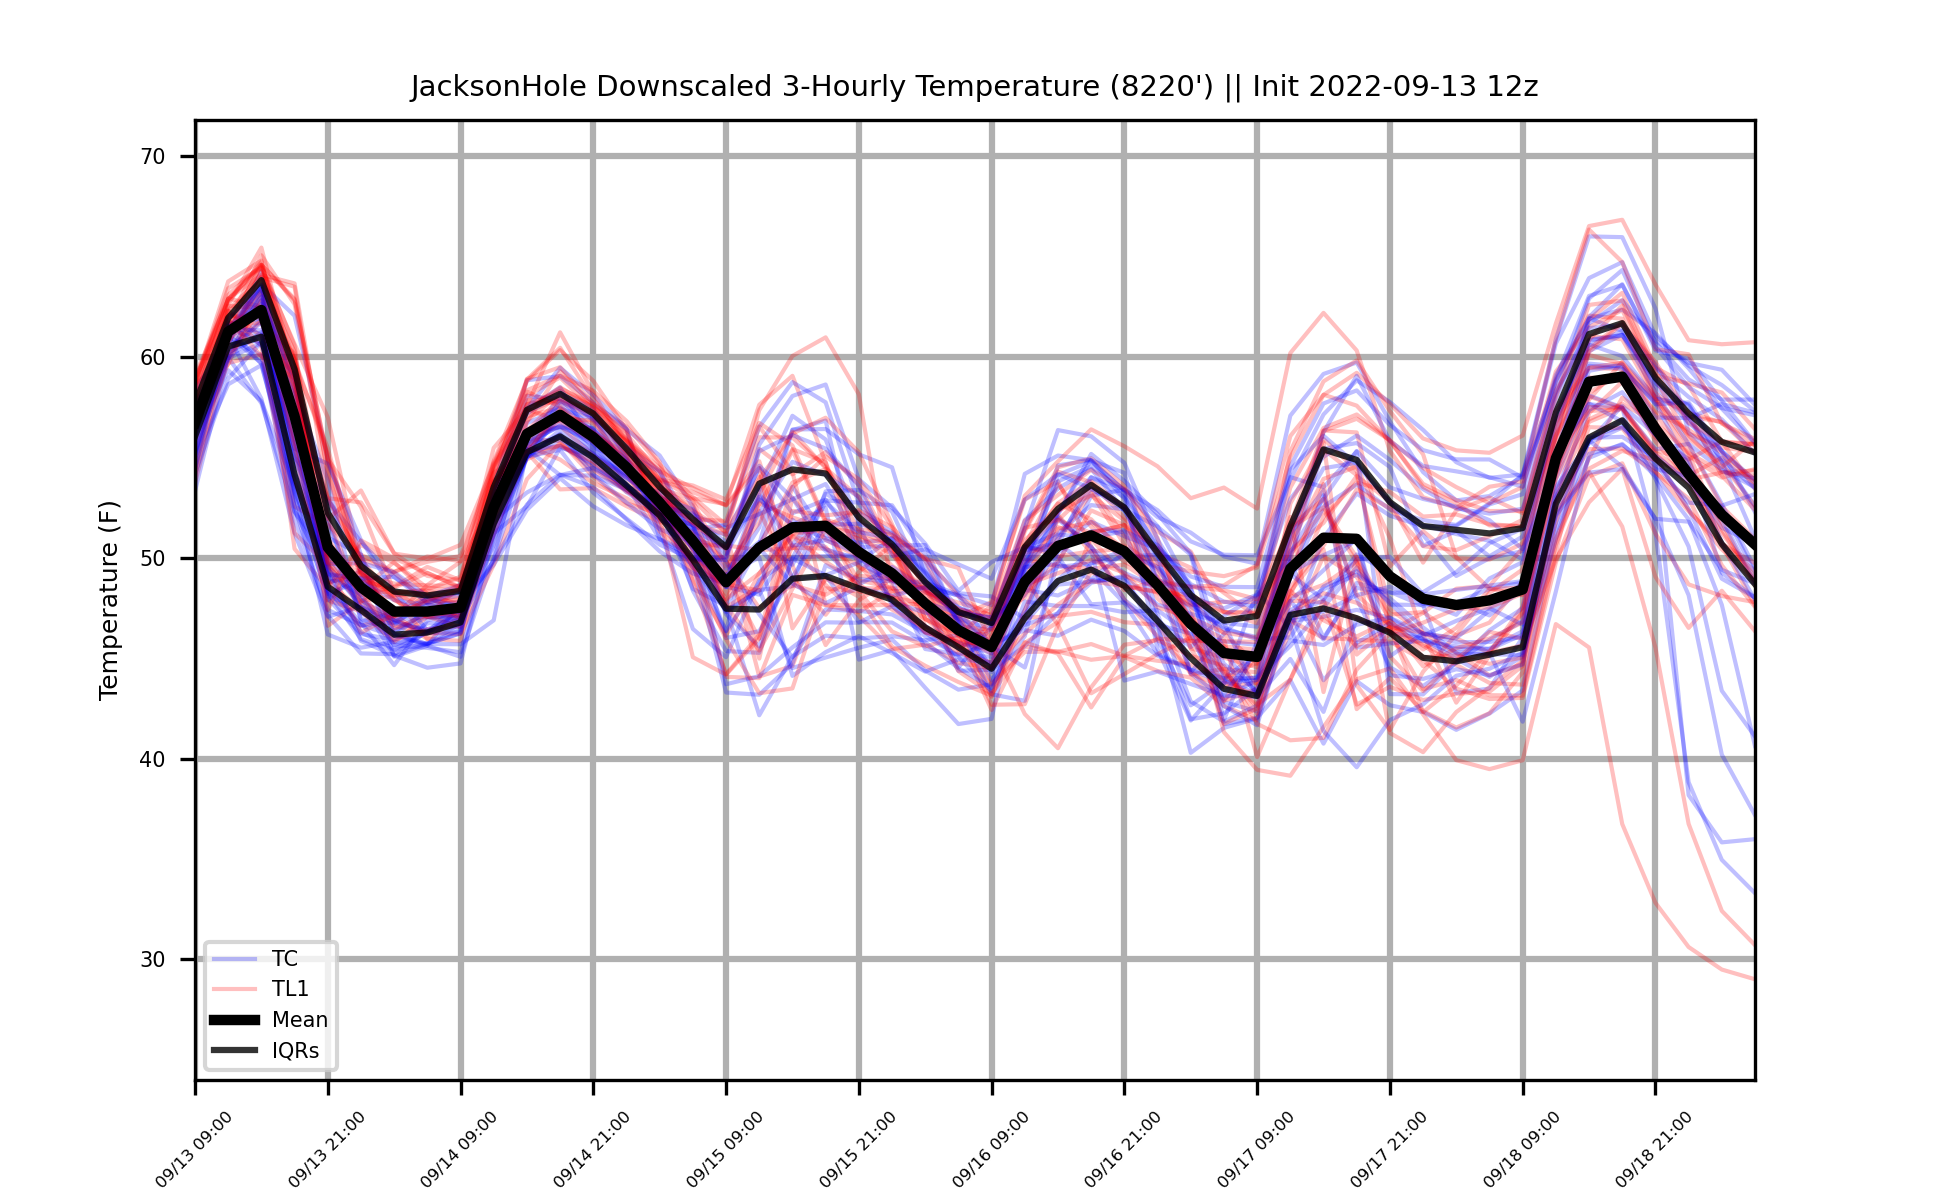 JacksonHole Downscaled 3-Hourly Temperature (8220') || Init 2022-09-13 12z
Temperature (F)
70
60
50
40
30
TC
TL1
Mean
IQRs
09/13 09:00
09/13 21:00
09/14 09:00
09/14 21:00
09/15 09:00
09/15 21:00
09/16 09:00
09/16 21:00
09/17 09:00
09/17 21:00
09/18 09:00
09/18 21:00